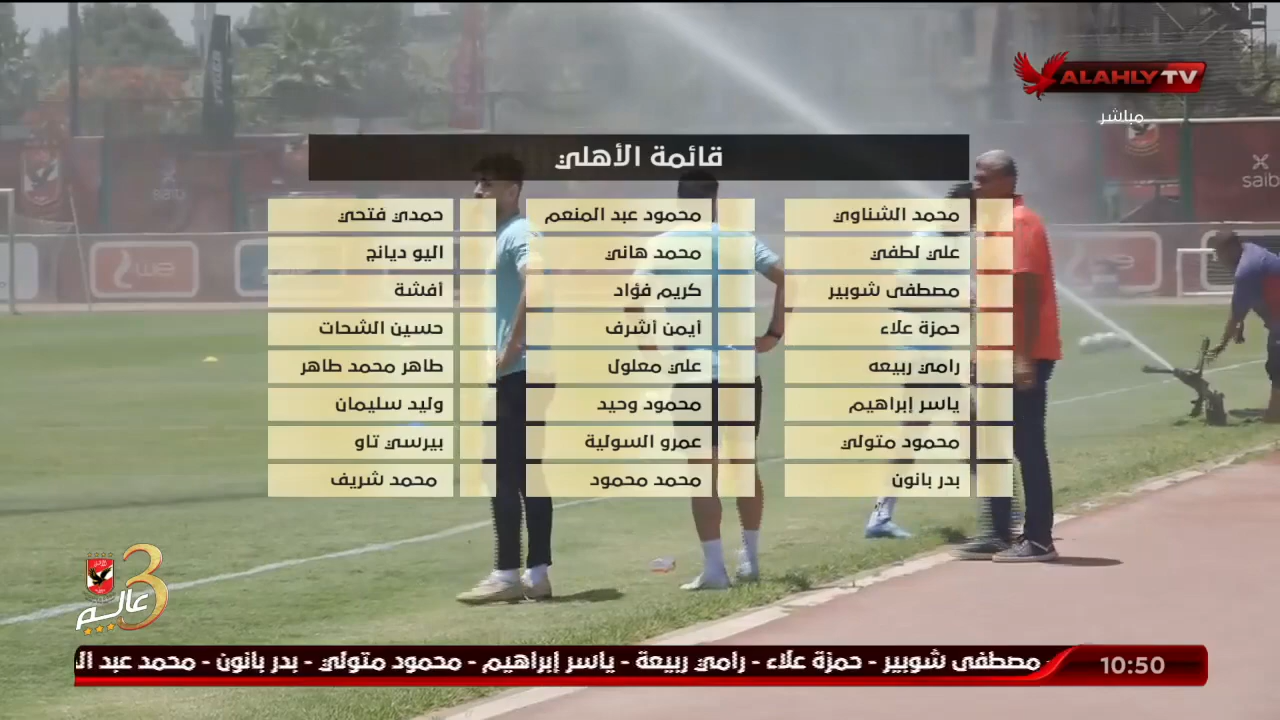 ALAHLY TV
مباشر
قائمة الأهلي
محمد الشناوي
علي لطفي
مصطفى شوبير
حمزة علاء
رامي ربيعه
ياسر إبراهيم
محمود متولي
بدر بانون
محمود عبد المنعم
محمد هاني
كريم فؤاد
أيمن أشرف
علي معلول
محمود وحيد
عمرو السولية
محمد محمود
حمدي فتحي
اليو ديانج
أفشة
حسين الشحات
طاهر محمد طاهر
وليد سليمان
بيرسي تاو
محمد شريف
saib
saib
we
3 عالم
10:50
مصطفى شوبير - حمزة علاء - رامي ربيعة - ياسر إبراهيم - محمود متولي - بدر بانون - محمد عبد ال